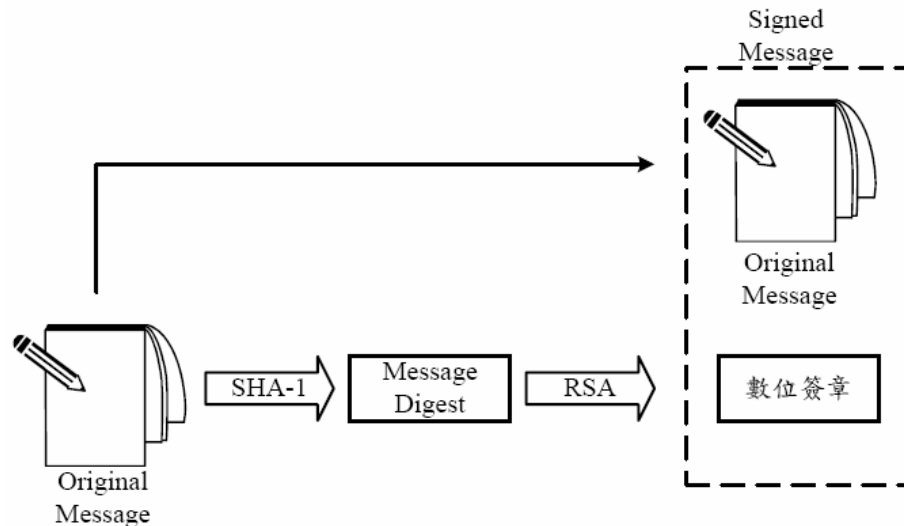 Signed
Message
Original
Message
SHA-1
Message
Digest
RSA
數位簽章
Original
Message